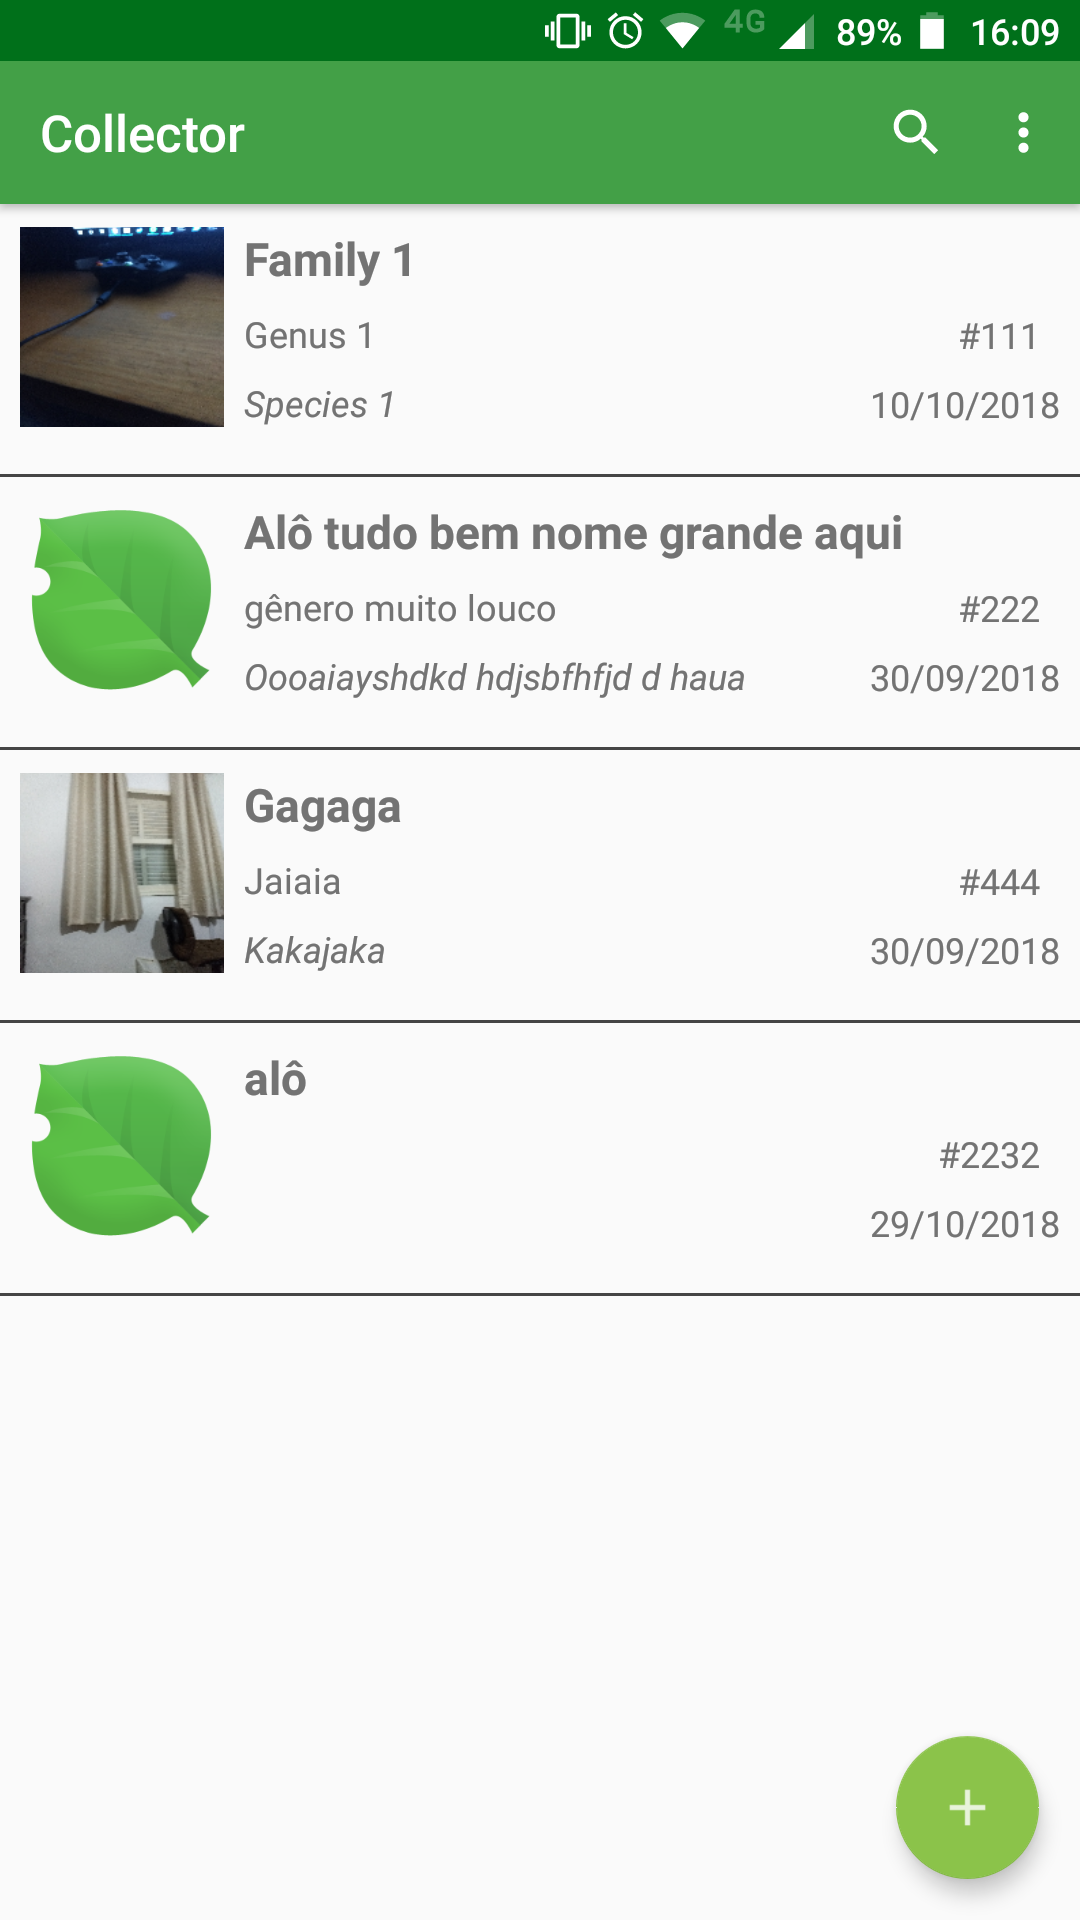 4G 89% 16:09
Collector
Family 1
Genus 1 #111
Species 1 10/10/2018
Alô tudo bem nome grande aqui
gênero muito louco #222
Oooaiayshdkd hdjsbfhfjd d haua 30/09/2018
Gagaga
Jaiaia #444
Kakajaka 30/09/2018
alô
#2232
29/10/2018